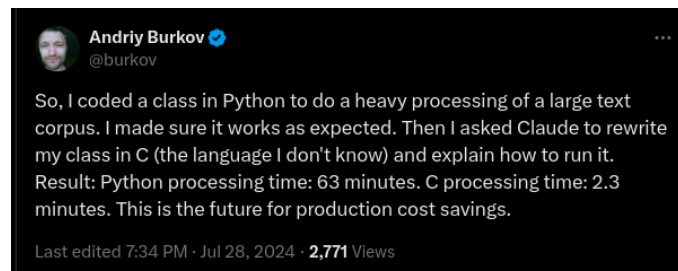 Andriy Burkov
@burkov
So, I coded a class in Python to do a heavy processing of a large text
corpus. I made sure it works as expected. Then I asked Claude to rewrite
my class in C (the language I don't know) and explain how to run it.
Result: Python processing time: 63 minutes. C processing time: 2.3
minutes. This is the future for production cost savings.
Last edited 7:34 PM · Jul 28, 2024 · 2,771 Views